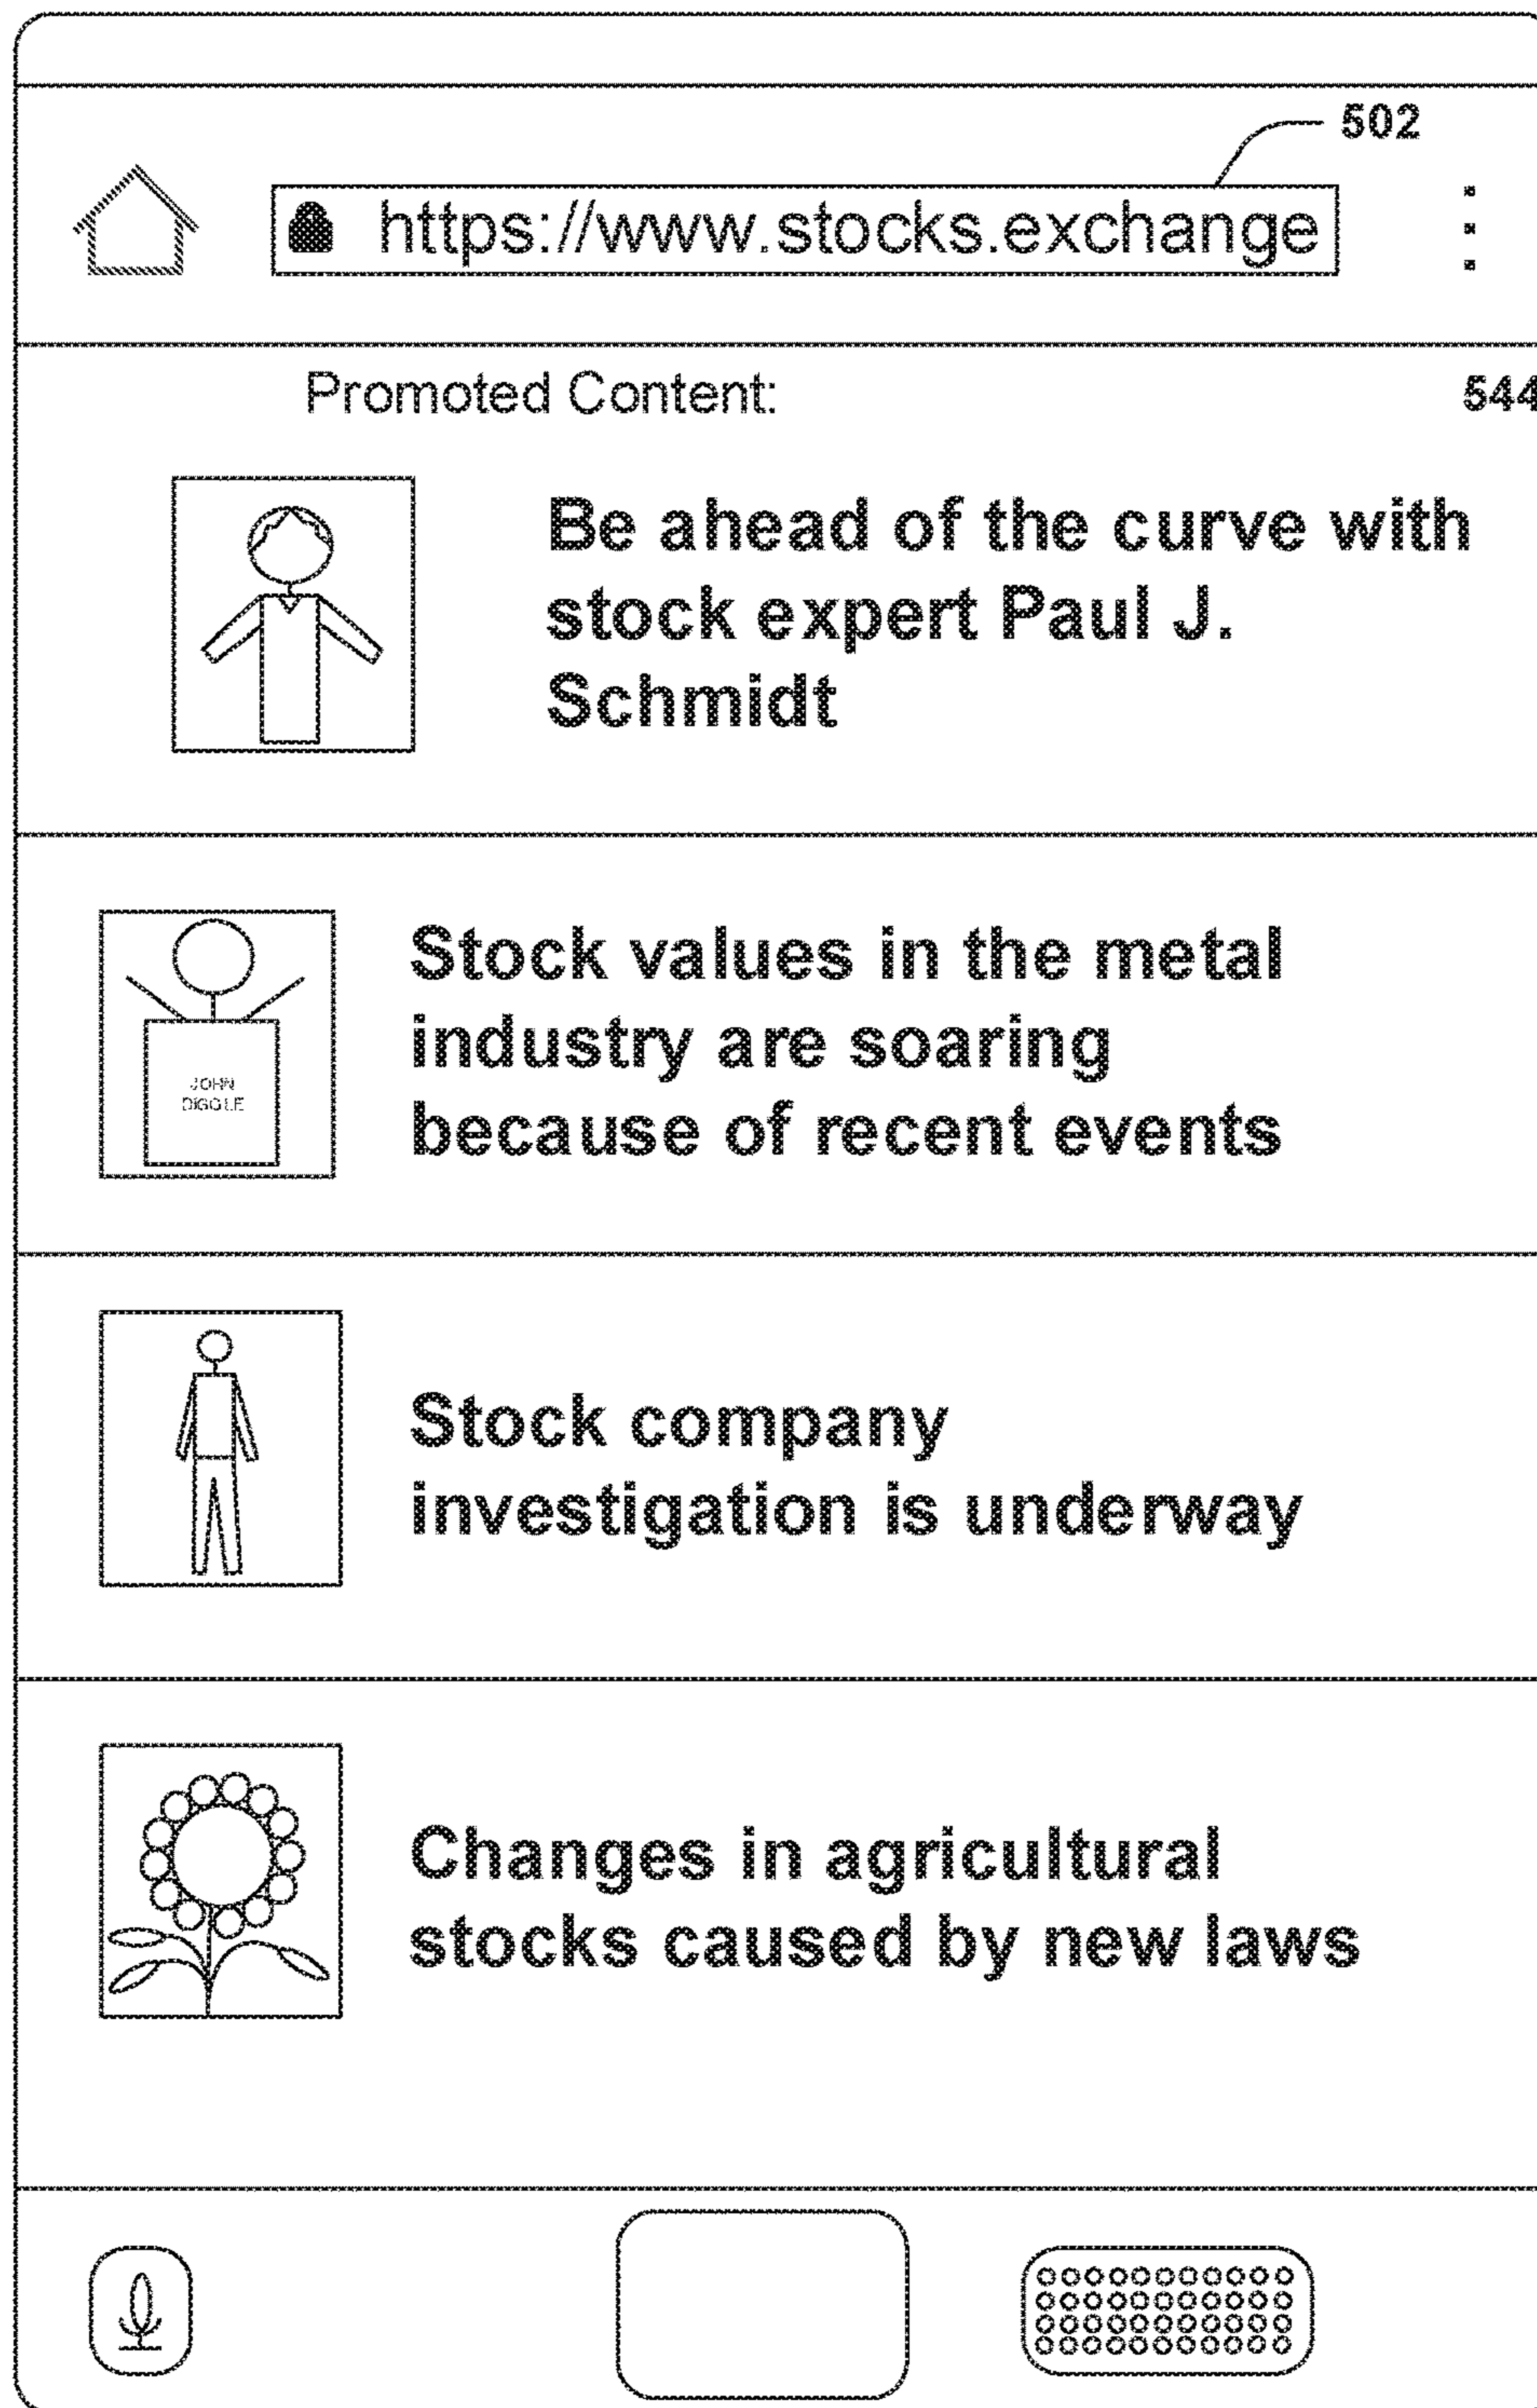 502
https://www.stocks.exchange
Promoted Content:
544
Be ahead of the curve with
stock expert Paul J.
Schmidt
Stock values in the metal
industry are soaring
because of recent events
JOHN
DIGGLE
Stock company
investigation is underway
Changes in agricultural
stocks caused by new laws